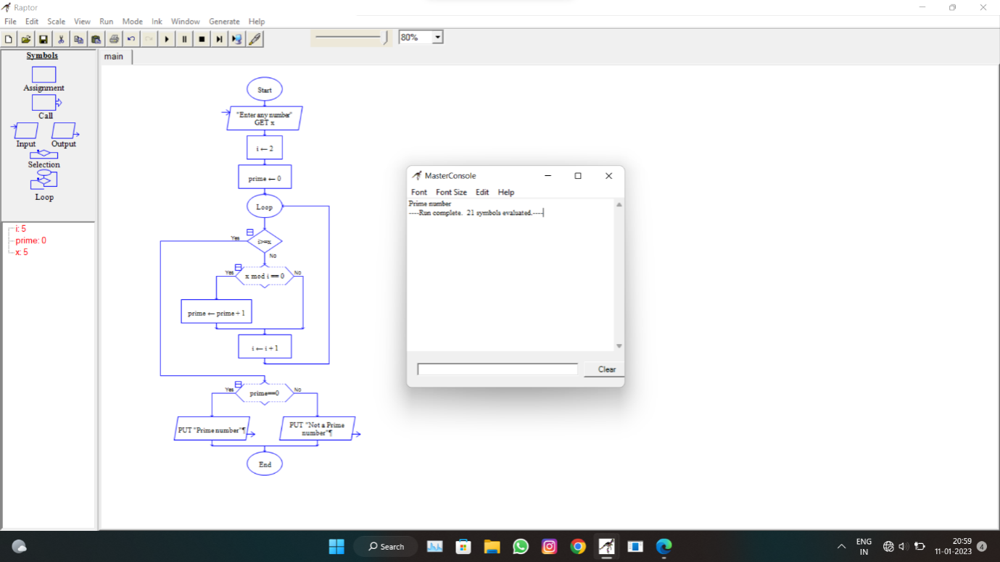 Raptor
File Edit Scale View Run Mode Ink Window Generate Help
80%
Symbols
Assignment
Call
Input Output
Selection
Loop
i: 5
prime: 0
x: 5
main
Start
"Enter any number"
GET x
i ← 2
prime ← 0
Loop
Yes
i>=x
No
Yes
x mod i == 0
No
prime ← prime + 1
i ← i + 1
Yes
prime==0
No
PUT "Prime number"¶
PUT "Not a Prime
number"¶
End
MasterConsole
Font Font Size Edit Help
Prime number
----Run complete. 21 symbols evaluated.----
Clear
Search
ENG
IN
20:59
11-01-2023
4